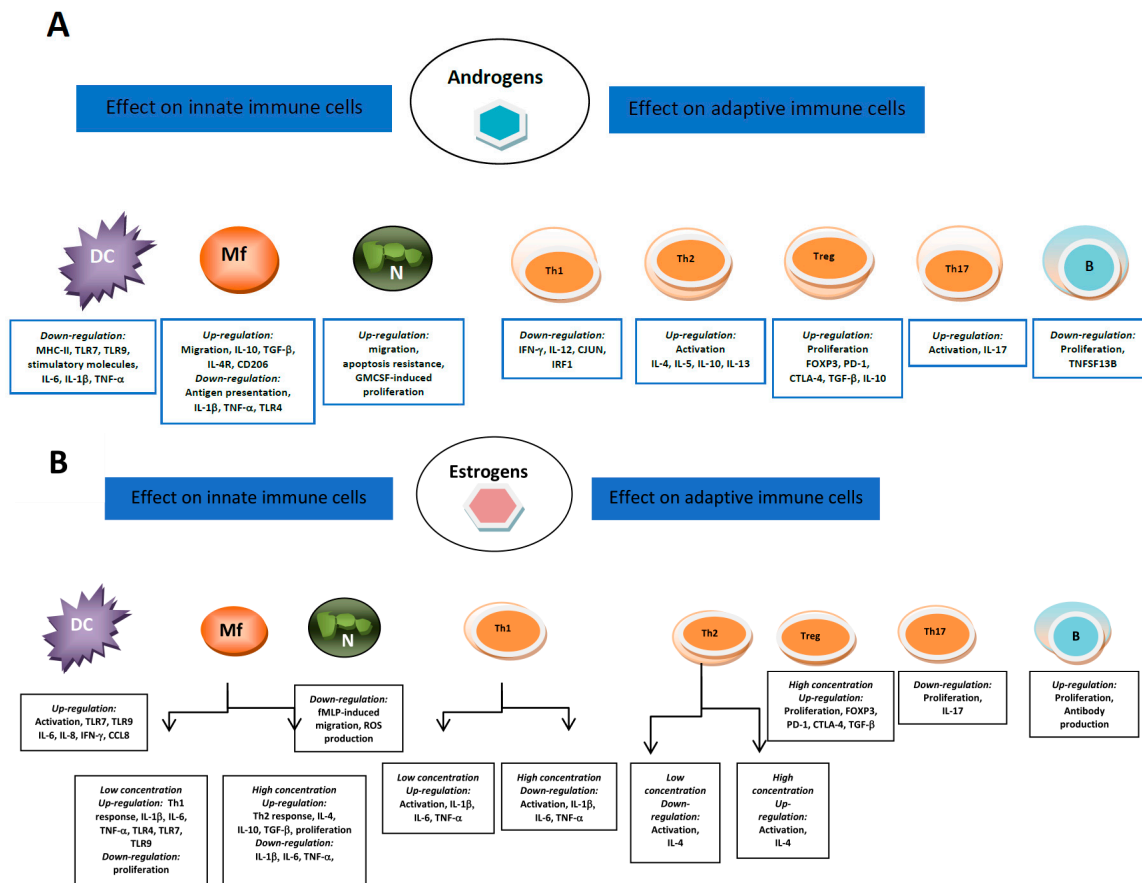 A
Androgens
Effect on innate immune cells
Effect on adaptive immune cells
DC
Mf
N
Th1
Th2
Treg
Th17
B
Down-regulation:
MHC-II, TLR7, TLR9,
stimulatory molecules,
IL-6, IL-1β, TNF-α
Up-regulation:
Migration, IL-10, TGF-β,
IL-4R, CD206
Down-regulation:
Antigen presentation,
IL-1β, TNF-α, TLR4
Up-regulation:
migration,
apoptosis resistance,
GMCSF-induced
proliferation
Down-regulation:
IFN-γ, IL-12, CJUN,
IRF1
Up-regulation:
Activation
IL-4, IL-5, IL-10, IL-13
Up-regulation:
Proliferation
FOXP3, PD-1,
CTLA-4, TGF-β, IL-10
Up-regulation:
Activation, IL-17
Down-regulation:
Proliferation,
TNFSF13B
B
Estrogens
Effect on innate immune cells
Effect on adaptive immune cells
DC
Mf
N
Th1
Th2
Treg
Th17
B
Up-regulation:
Activation, TLR7, TLR9
IL-6, IL-8, IFN-γ, CCL8
Low concentration
Up-regulation: Th1
response, IL-1β, IL-6,
TNF-α, TLR4, TLR7,
TLR9
Down-regulation:
proliferation
High concentration
Up-regulation:
Th2 response, IL-4,
IL-10, TGF-β, proliferation
Down-regulation:
IL-1β, IL-6, TNF-α,
Down-regulation:
fMLP-induced
migration, ROS
production
Low concentration
Up-regulation:
Activation, IL-1β,
IL-6, TNF-α
High concentration
Down-regulation:
Activation, IL-1β,
IL-6, TNF-α
Low
concentration
Down-
regulation:
Activation,
IL-4
High
concentration
Up-
regulation:
Activation,
IL-4
High concentration
Up-regulation:
Proliferation, FOXP3,
PD-1, CTLA-4, TGF-β
Down-regulation:
Proliferation,
IL-17
Up-regulation:
Proliferation,
Antibody
production